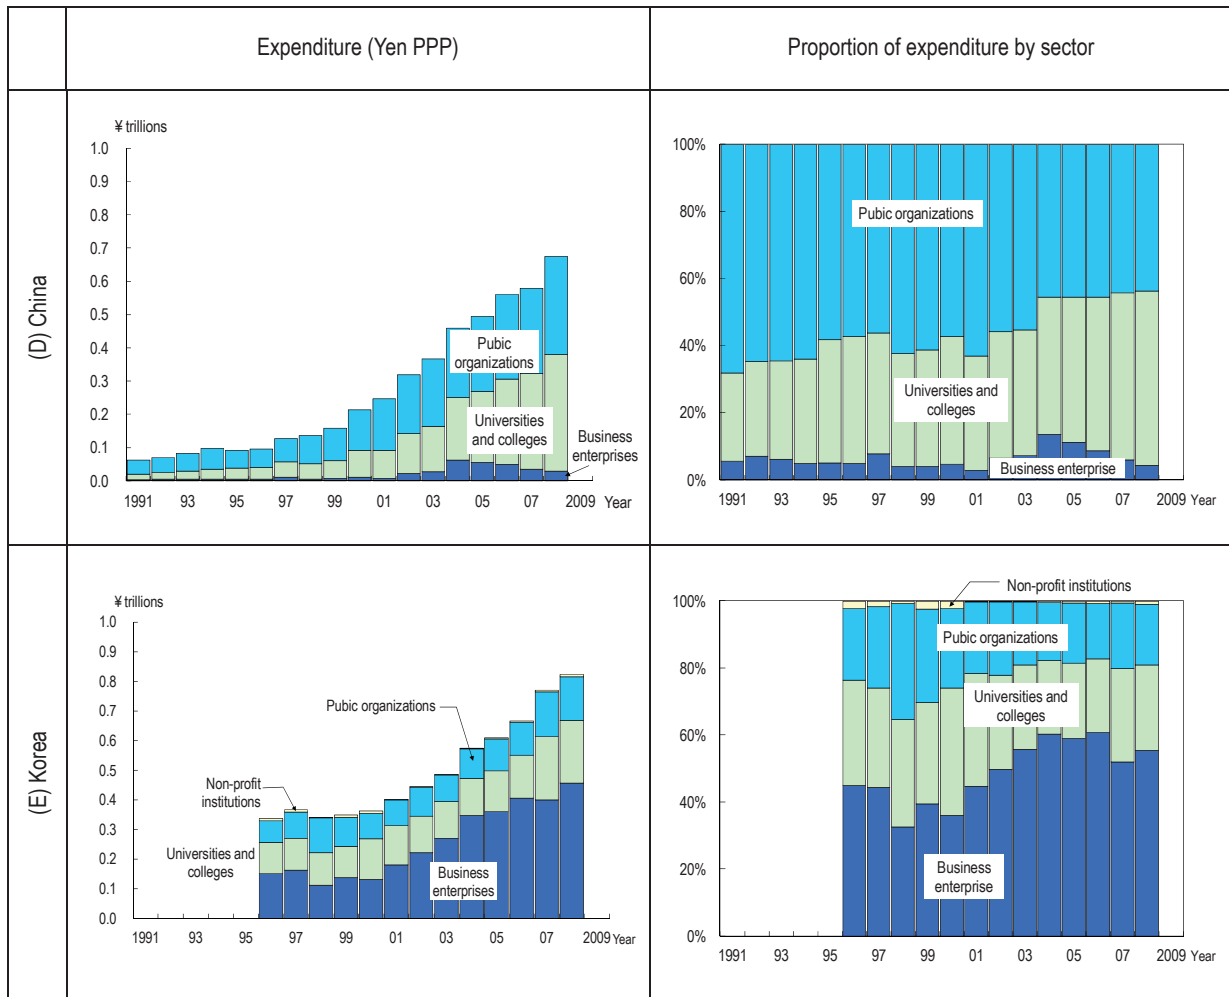 Expenditure (Yen PPP)
Proportion of expenditure by sector
(D) China
¥ trillions
1.0
0.9
0.8
0.7
0.6
0.5
0.4
0.3
0.2
0.1
0.0
Pubic
organizations
Universities
and colleges
Business
enterprises
1991 93 95 97 99 01 03 05 07 2009 Year
100%
80%
60%
40%
20%
0%
Pubic organizations
Universities and
colleges
Business enterprise
1991 93 95 97 99 01 03 05 07 2009 Year
(E) Korea
¥ trillions
1.0
0.9
0.8
0.7
0.6
0.5
0.4
0.3
0.2
0.1
0.0
Pubic organizations
Non-profit
institutions
Universities and
colleges
Business
enterprises
1991 93 95 97 99 01 03 05 07 2009 Year
100%
80%
60%
40%
20%
0%
Non-profit institutions
Pubic organizations
Universities and
colleges
Business
enterprise
1991 93 95 97 99 01 03 05 07 2009 Year